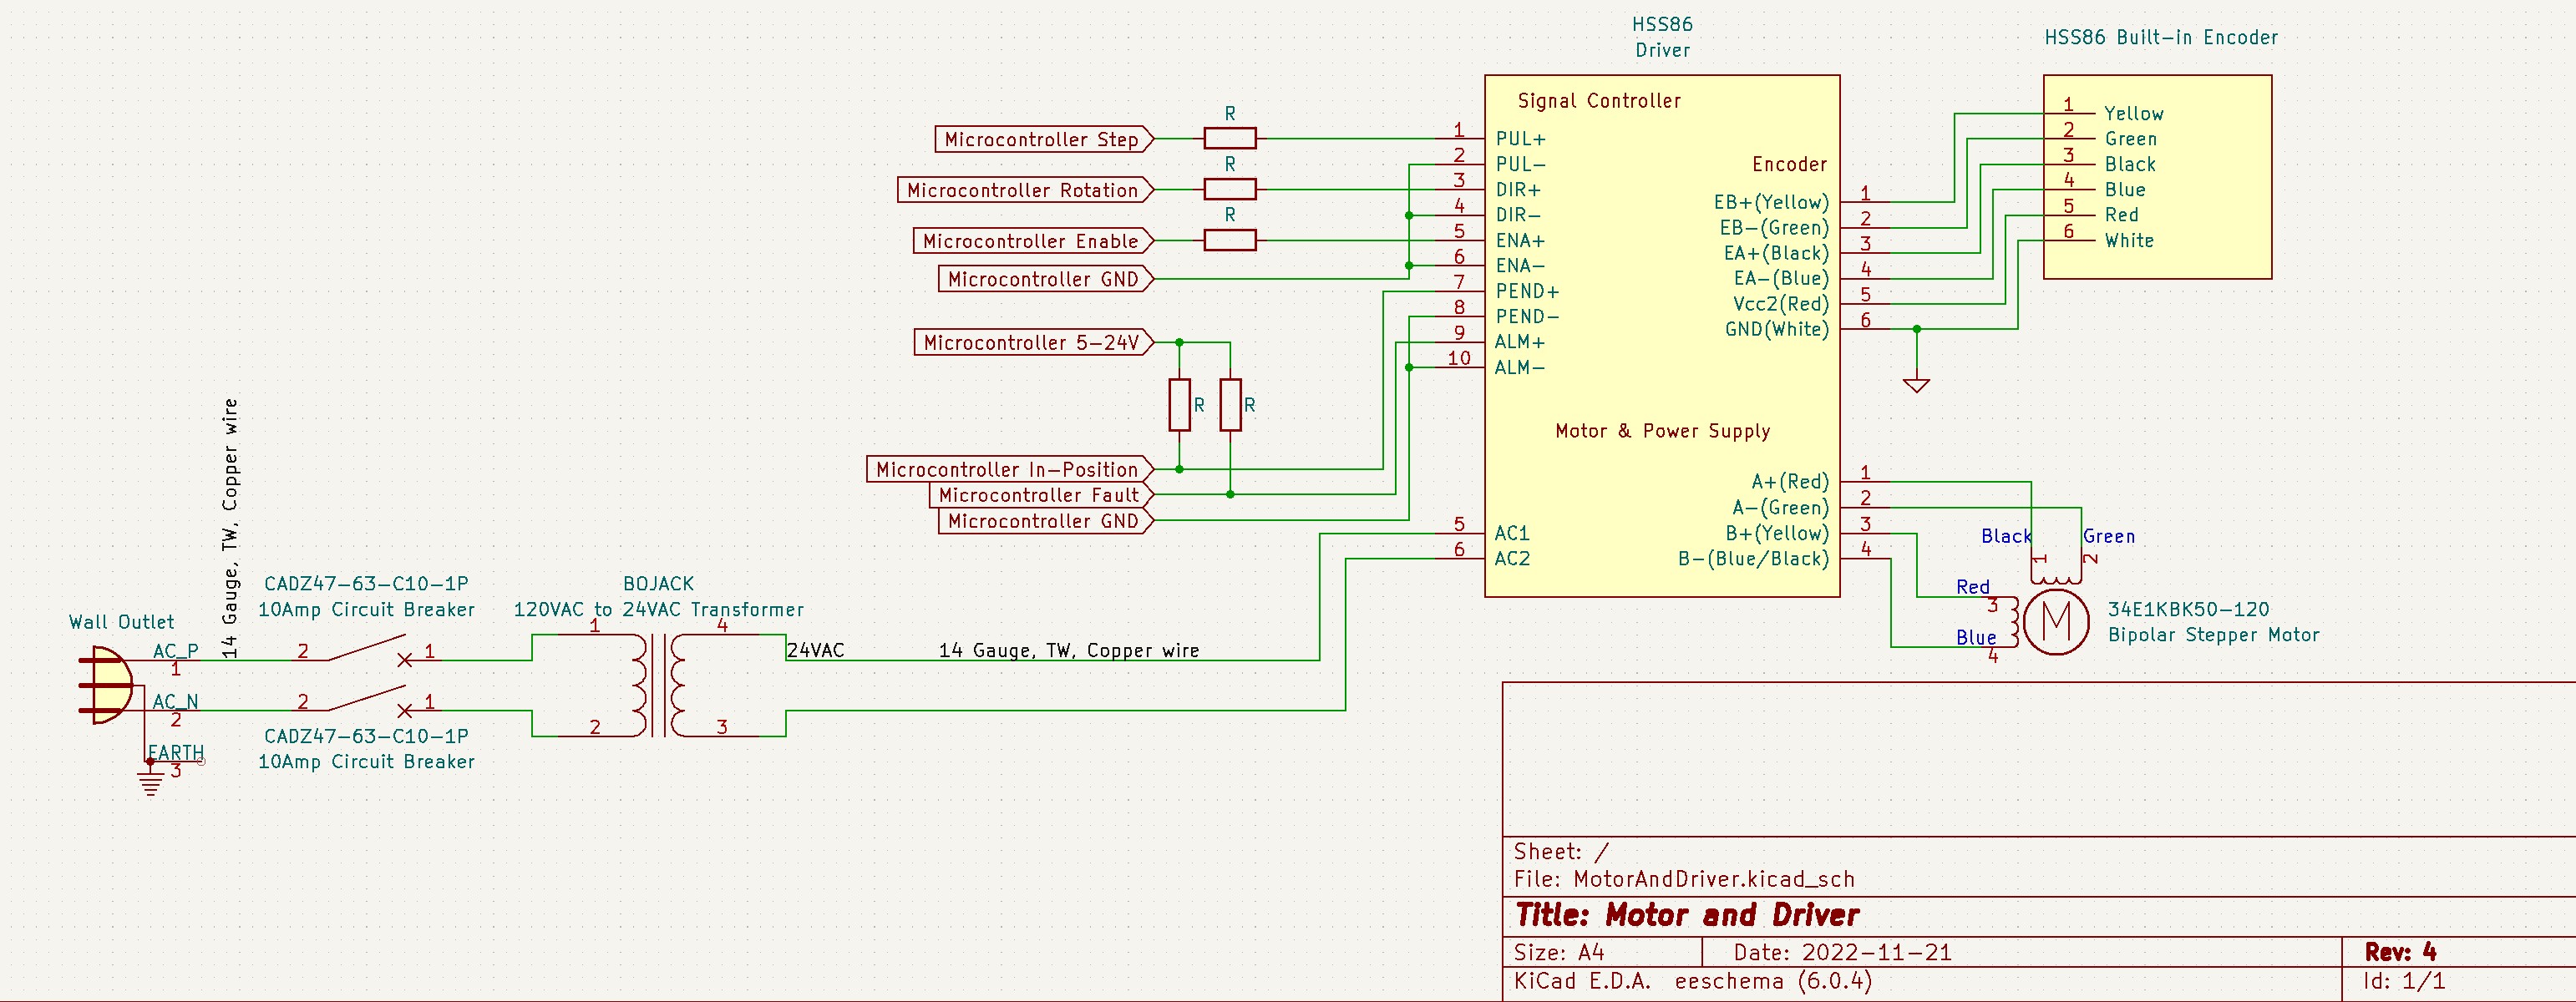 HSS86
Driver
HSS86 Built-in Encoder
Signal Controller
Encoder
Motor & Power Supply
Microcontroller Step
R
1
PUL+
2
PUL-
Microcontroller Rotation
R
3
DIR+
4
DIR-
Microcontroller Enable
R
5
ENA+
6
ENA-
Microcontroller GND
7
PEND+
8
PEND-
Microcontroller 5-24V
9
ALM+
10
ALM-
R
R
Microcontroller In-Position
Microcontroller Fault
Microcontroller GND
5
AC1
6
AC2
EB+(Yellow)
1
EB-(Green)
2
EA+(Black)
3
EA-(Blue)
4
Vcc2(Red)
5
GND(White)
6
1
Yellow
2
Green
3
Black
4
Blue
5
Red
6
White
A+(Red)
1
A-(Green)
2
B+(Yellow)
3
B-(Blue/Black)
4
Black
1
Green
2
Red
3
Blue
4
M
34E1KBK50-120
Bipolar Stepper Motor
Wall Outlet
AC_P
1
AC_N
2
EARTH
3
14 Gauge, TW, Copper wire
CADZ47-63-C10-1P
10Amp Circuit Breaker
2
1
2
1
CADZ47-63-C10-1P
10Amp Circuit Breaker
BOJACK
120VAC to 24VAC Transformer
1
4
2
3
24VAC
14 Gauge, TW, Copper wire
Sheet: /
File: MotorAndDriver.kicad_sch
Title: Motor and Driver
Size: A4
Date: 2022-11-21
Rev: 4
KiCad E.D.A. eeschema (6.0.4)
Id: 1/1